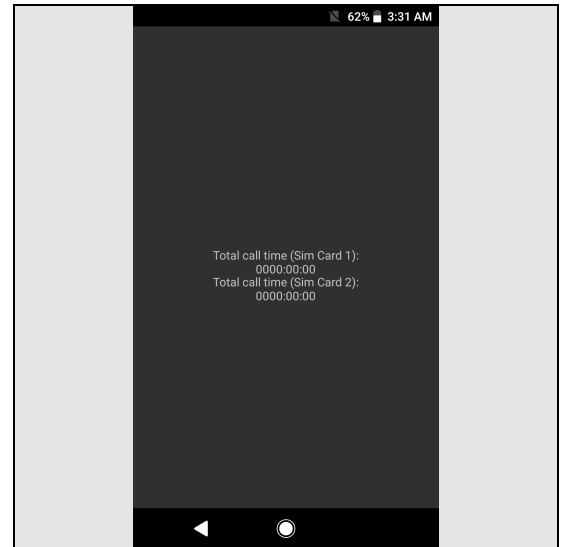 62% 3:31 AM
Total call time (Sim Card 1):
0000:00:00
Total call time (Sim Card 2):
0000:00:00